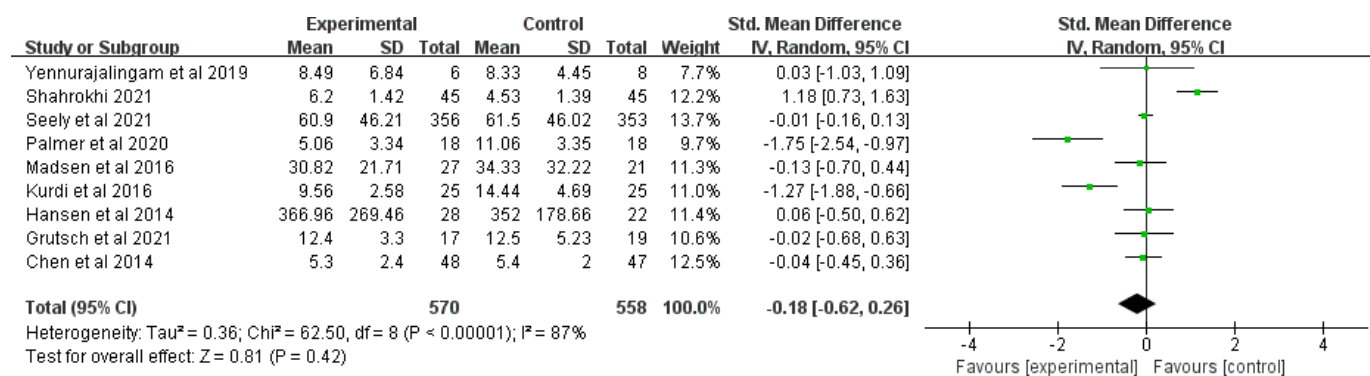 Experimental Control Std. Mean Difference Std. Mean Difference
Study or Subgroup Mean SD Total Mean SD Total Weight IV, Random, 95% CI IV, Random, 95% CI
Yennurajalingam et al 2019 8.49 6.84 6 8.33 4.45 8 7.7% 0.03 [-1.03, 1.09]
Shahrokhi 2021 6.2 1.42 45 4.53 1.39 45 12.2% 1.18 [0.73, 1.63]
Seely et al 2021 60.9 46.21 356 61.5 46.02 353 13.7% -0.01 [-0.16, 0.13]
Palmer et al 2020 5.06 3.34 18 11.06 3.35 18 9.7% -1.75 [-2.54, -0.97]
Madsen et al 2016 30.82 21.71 27 34.33 32.22 21 11.3% -0.13 [-0.70, 0.44]
Kurdi et al 2016 9.56 2.58 25 14.44 4.69 25 11.0% -1.27 [-1.88, -0.66]
Hansen et al 2014 366.96 269.46 28 352 178.66 22 11.4% 0.06 [-0.50, 0.62]
Grutsch et al 2021 12.4 3.3 17 12.5 5.23 19 10.6% -0.02 [-0.68, 0.63]
Chen et al 2014 5.3 2.4 48 5.4 2 47 12.5% -0.04 [-0.45, 0.36]
Total (95% CI) 570 558 100.0% -0.18 [-0.62, 0.26]
Heterogeneity: Tau² = 0.36; Chi² = 62.50, df = 8 (P < 0.00001); I² = 87%
Test for overall effect: Z = 0.81 (P = 0.42)
-4 -2 0 2 4
Favours [experimental] Favours [control]